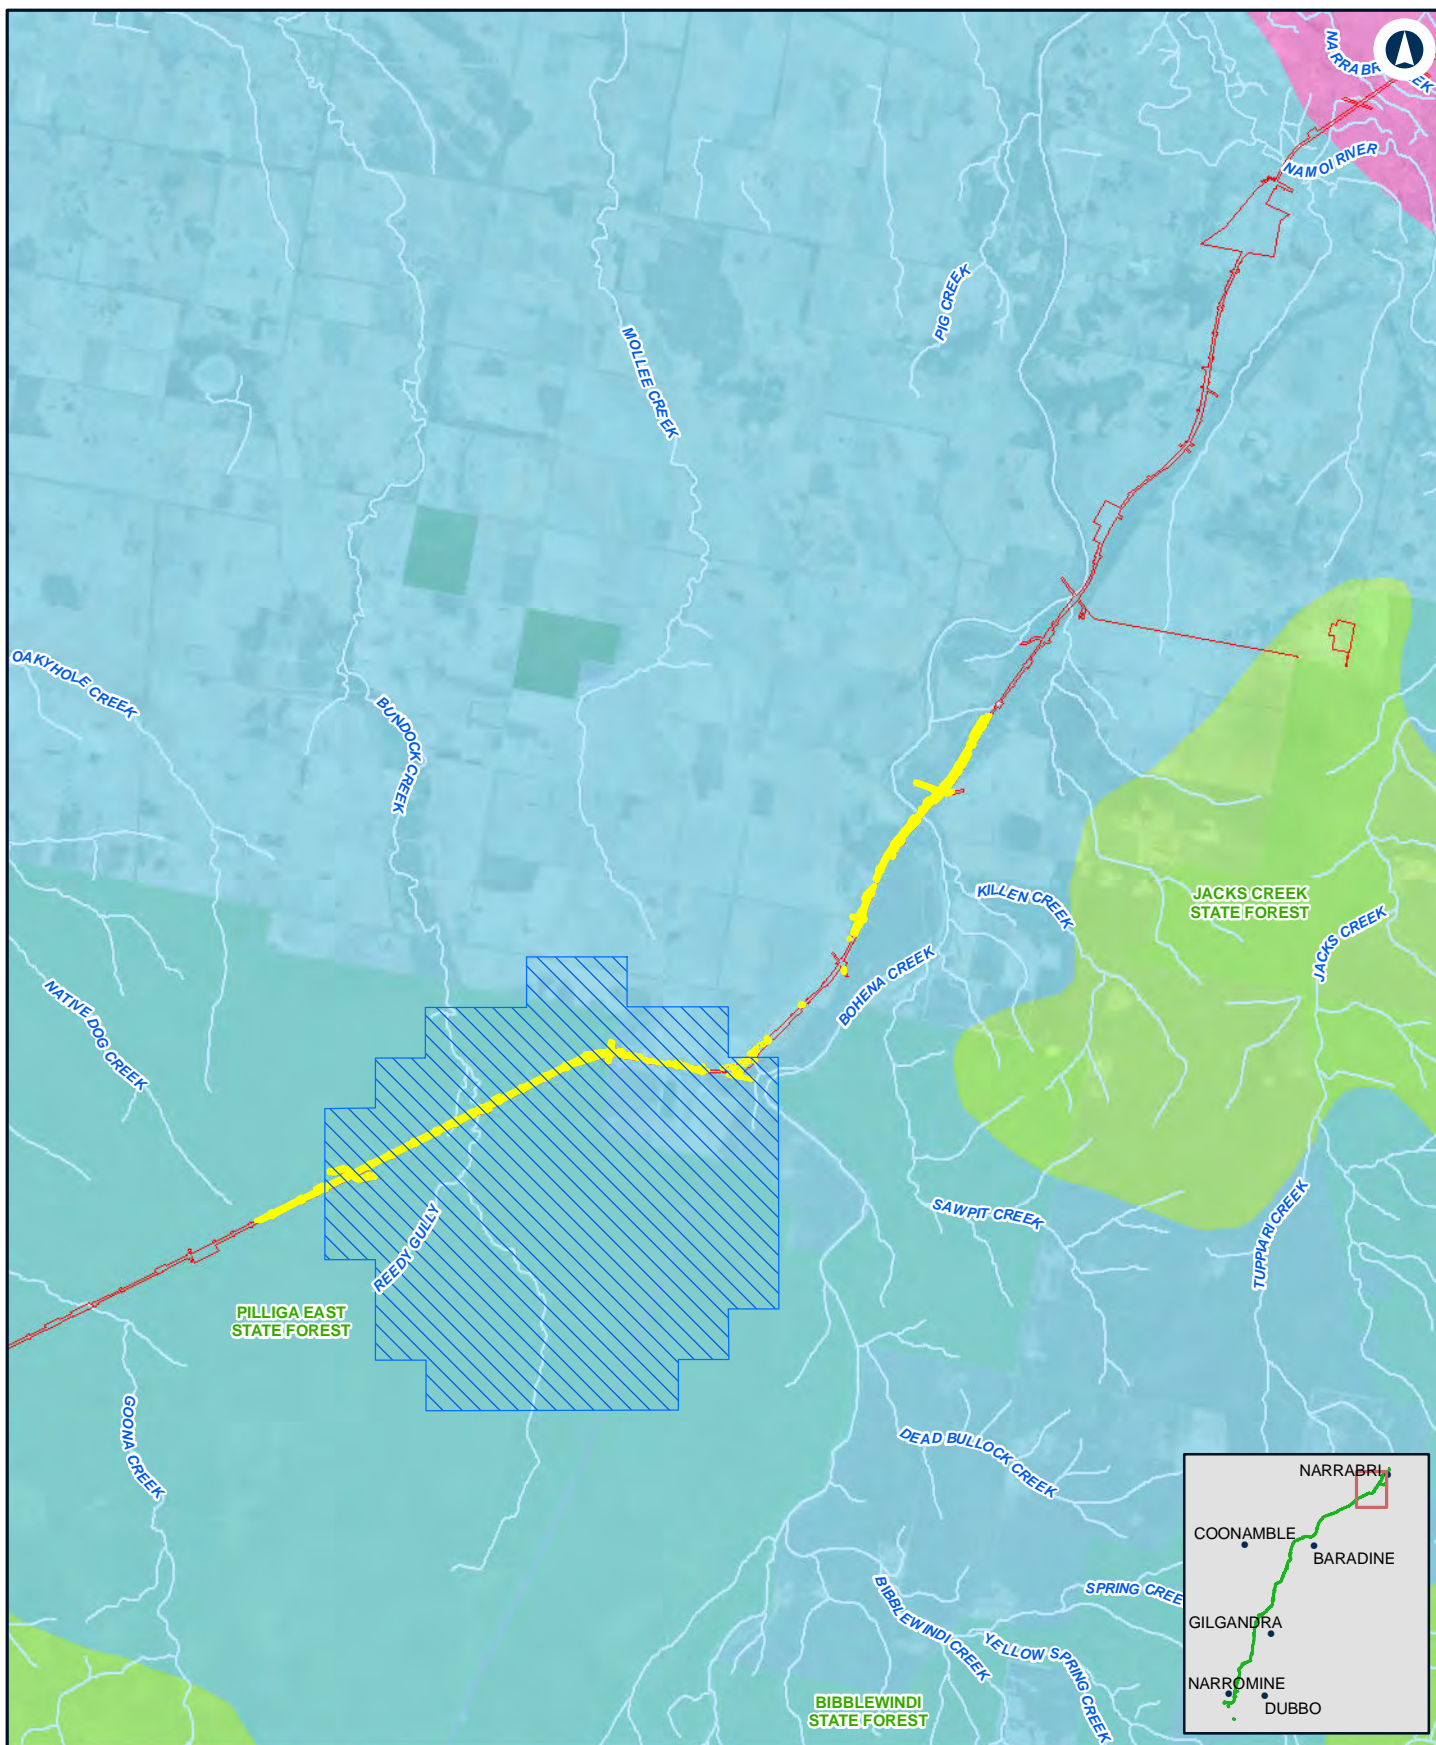 NARRABRI
EK
NAMOI RIVER
PIG CREEK
MOLLEE CREEK
OAKYHOLE CREEK
BUNDOCK CREEK
KILLEN CREEK
JACKS CREEK
STATE FOREST
JACKS CREEK
BOHENA CREEK
NATIVE DOG CREEK
SAWPIT CREEK
TUPPIARI CREEK
REEDY GULLY
PILLIGA EAST
STATE FOREST
GOONA CREEK
DEAD BULLOCK CREEK
BIBBLEWINDI CREEK
SPRING CREE
YELLOW SPRING CREEK
BIBBLEWINDI
STATE FOREST
NARRABRI
COONAMBLE
BARADINE
GILGANDRA
NARROMINE
DUBBO